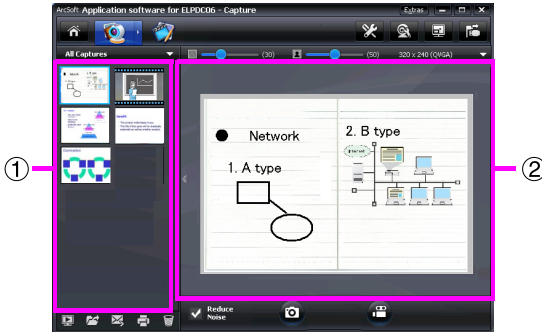 ArcSoft Application software for ELPDC06 - Capture
Extras
All Captures
(30)
(50)
320 x 240 (QVGA)
Network
1. A type
2. B type
Internet
① ②
Reduce
Noise